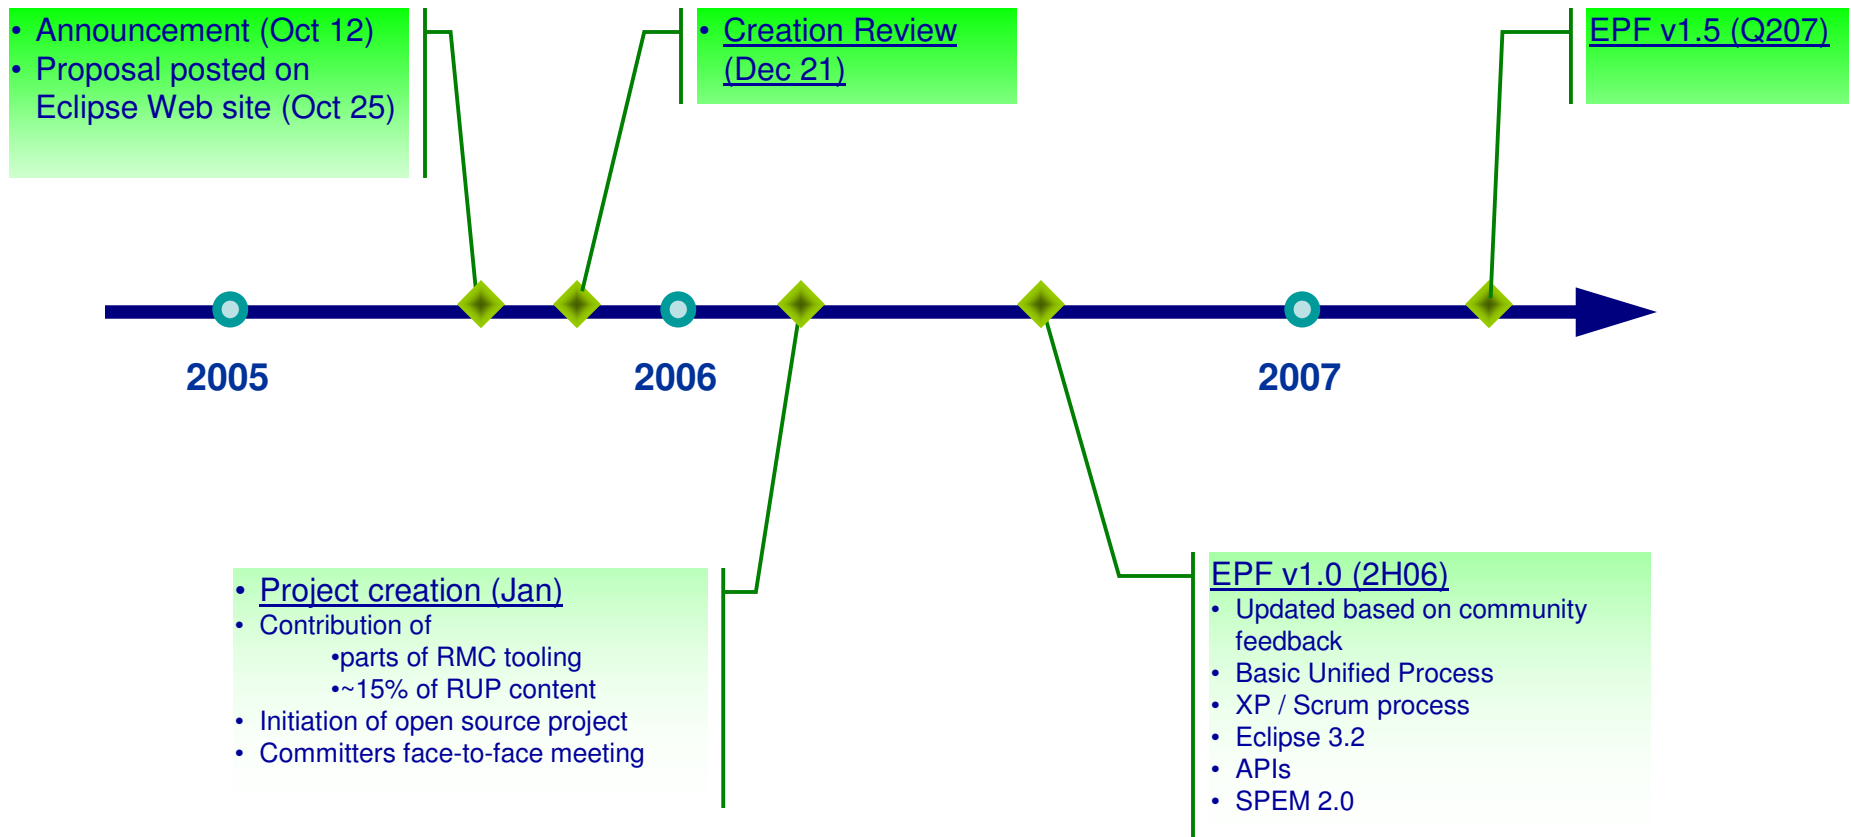 • Announcement (Oct 12)
• Proposal posted on
Eclipse Web site (Oct 25)
• Creation Review
(Dec 21)
EPF v1.5 (Q207)
2005
2006
2007
• Project creation (Jan)
• Contribution of
•parts of RMC tooling
•~15% of RUP content
• Initiation of open source project
• Committers face-to-face meeting
EPF v1.0 (2H06)
• Updated based on community
feedback
• Basic Unified Process
• XP / Scrum process
• Eclipse 3.2
• APIs
• SPEM 2.0